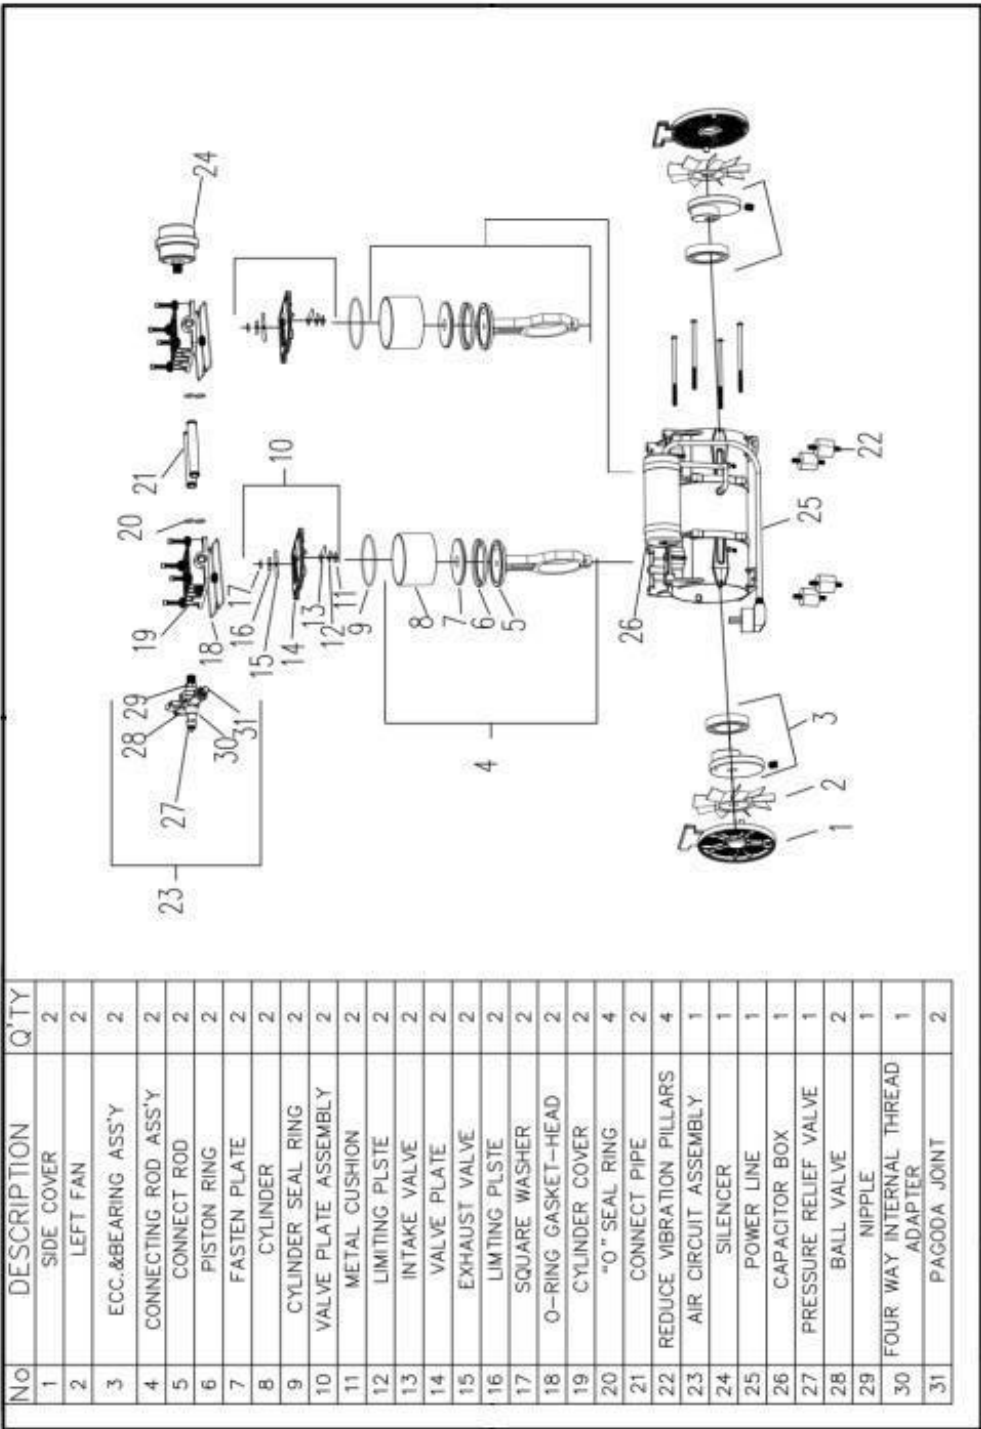 No DESCRIPTION Q'TY
1 SIDE COVER 2
2 LEFT FAN 2
3 ECC.&BEARING ASS'Y 2
4 CONNECTING ROD ASS'Y 2
5 CONNECT ROD 2
6 PISTON RING 2
7 FASTEN PLATE 2
8 CYLINDER 2
9 CYLINDER SEAL RING 2
10 VALVE PLATE ASSEMBLY 2
11 METAL CUSHION 2
12 LIMITING PLSTE 2
13 INTAKE VALVE 2
14 VALVE PLATE 2
15 EXHAUST VALVE 2
16 LIMTING PLSTE 2
17 SQUARE WASHER 2
18 O-RING GASKET-HEAD 2
19 CYLINDER COVER 2
20 "O" SEAL RING 4
21 CONNECT PIPE 2
22 REDUCE VIBRATION PILLARS 4
23 AIR CIRCUIT ASSEMBLY 1
24 SILENCER 1
25 POWER LINE 1
26 CAPACITOR BOX 1
27 PRESSURE RELIEF VALVE 1
28 BALL VALVE 2
29 NIPPLE 1
30 FOUR WAY INTERNAL THREAD
ADAPTER 1
31 PAGODA JOINT 2
23
27
28
29
30
31
19
18
20
21
24
17
16
15
14
13
12
11
10
9
8
7
6
5
4
26
25
22
3
2
1